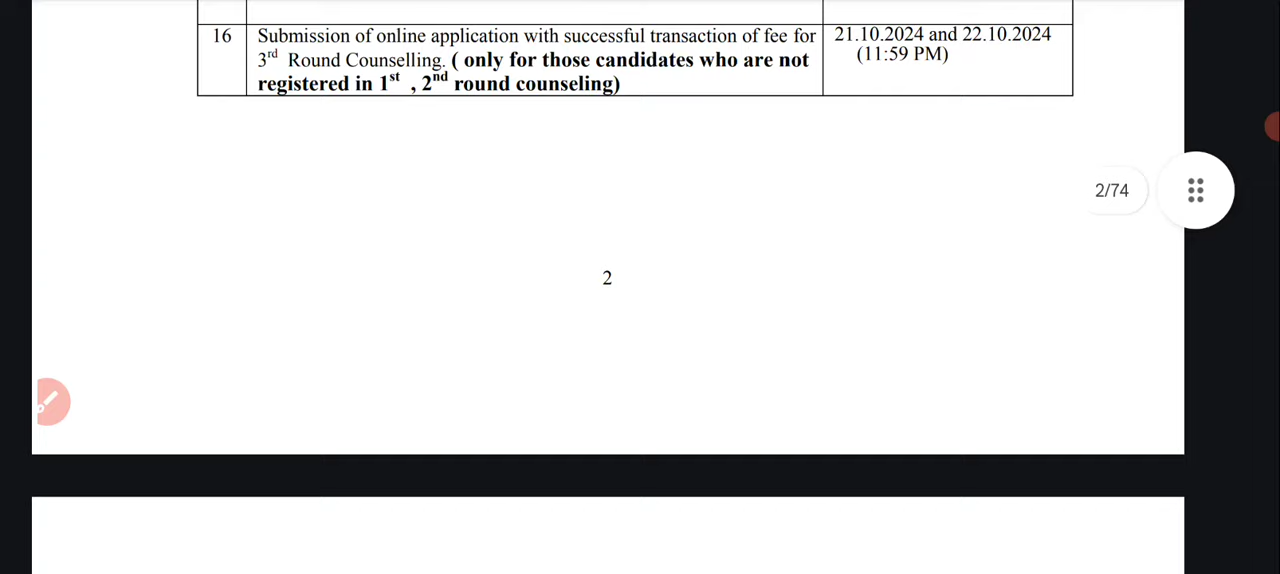 16 Submission of online application with successful transaction of fee for 21.10.2024 and 22.10.2024
3rd Round Counselling. ( only for those candidates who are not (11:59 PM)
registered in 1st , 2nd round counseling)
2/74
2